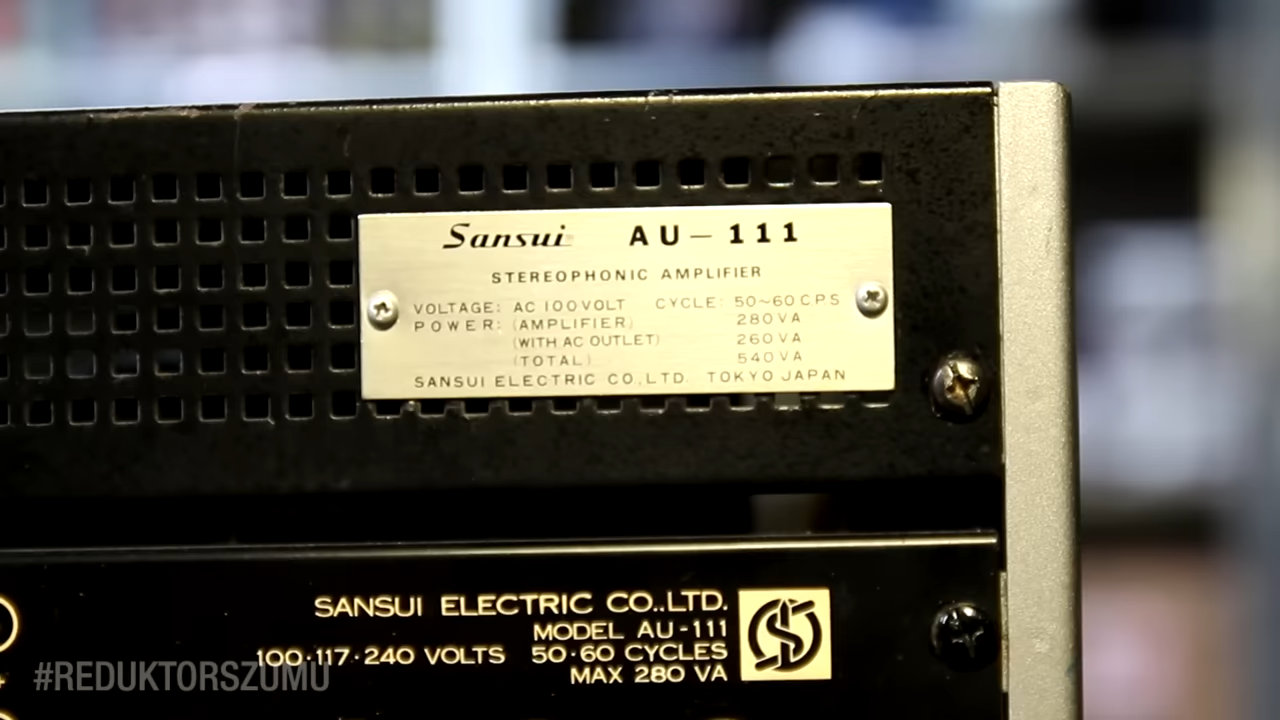 Sansui AU-111
STEREOPHONIC AMPLIFIER
VOLTAGE: AC 100 VOLT CYCLE: 50~60 CPS
POWER: (AMPLIFIER) 280 VA
(WITH AC OUTLET) 260 VA
(TOTAL) 540 VA
SANSUI ELECTRIC CO., LTD. TOKYO JAPAN
SANSUI ELECTRIC CO..LTD.
MODEL AU-111
100·117·240 VOLTS 50·60 CYCLES
MAX 280 VA
#REDUKTORSZUMU